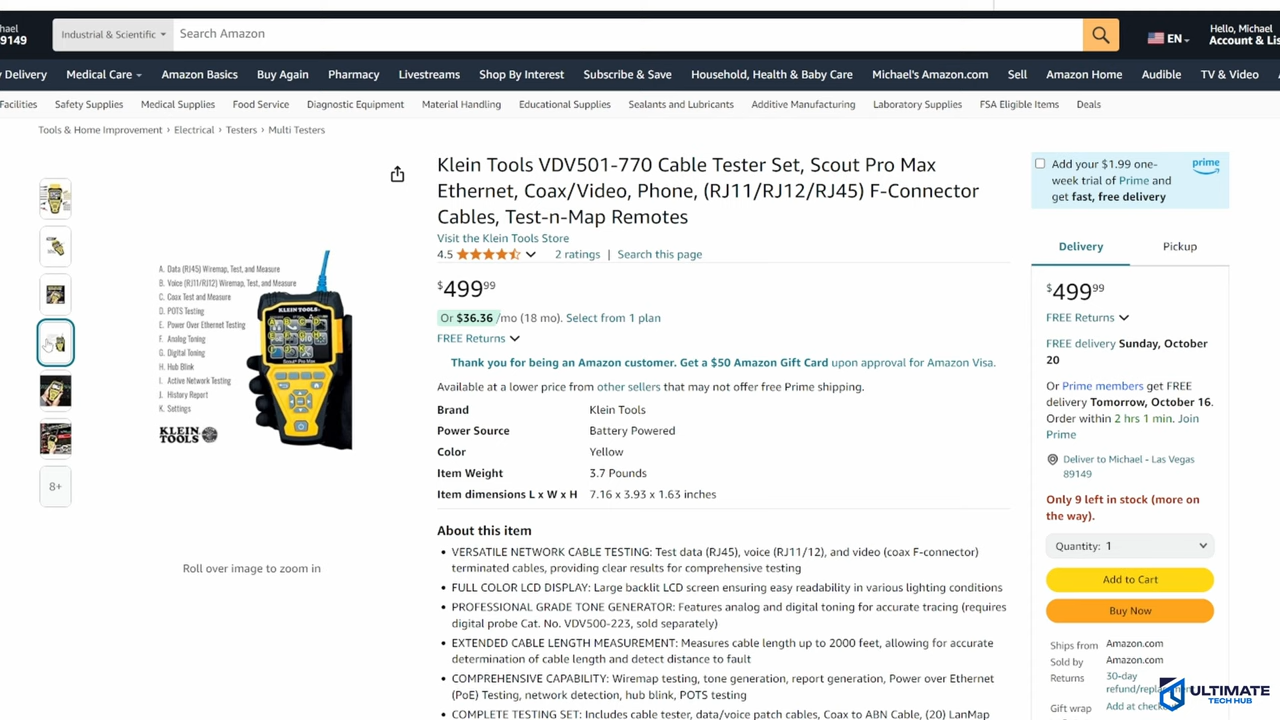 hael
9149
Industrial & Scientific
Search Amazon
EN
Hello, Michael
Account & Lis
Delivery
Medical Care
Amazon Basics
Buy Again
Pharmacy
Livestreams
Shop By Interest
Subscribe & Save
Household, Health & Baby Care
Michael's Amazon.com
Sell
Amazon Home
Audible
TV & Video
Facilities
Safety Supplies
Medical Supplies
Food Service
Diagnostic Equipment
Material Handling
Educational Supplies
Sealants and Lubricants
Additive Manufacturing
Laboratory Supplies
FSA Eligible Items
Deals
Tools & Home Improvement › Electrical › Testers › Multi Testers
8+
A. Data (RJ45) Wiremap, Test, and Measure
B. Voice (RJ11/RJ12) Wiremap, Test, and Measure
C. Coax Test and Measure
D. POTS Testing
E. Power Over Ethernet Testing
F. Analog Toning
G. Digital Toning
H. Hub Blink
I. Active Network Testing
J. History Report
K. Settings
KLEIN TOOLS
Scout Pro Max
KLEIN
TOOLS
Roll over image to zoom in
Klein Tools VDV501-770 Cable Tester Set, Scout Pro Max
Ethernet, Coax/Video, Phone, (RJ11/RJ12/RJ45) F-Connector
Cables, Test-n-Map Remotes
Visit the Klein Tools Store
4.5 2 ratings | Search this page
$499.99
Or $36.36 /mo (18 mo). Select from 1 plan
FREE Returns
Thank you for being an Amazon customer. Get a $50 Amazon Gift Card upon approval for Amazon Visa.
Available at a lower price from other sellers that may not offer free Prime shipping.
Brand Klein Tools
Power Source Battery Powered
Color Yellow
Item Weight 3.7 Pounds
Item dimensions L x W x H 7.16 x 3.93 x 1.63 inches
About this item
• VERSATILE NETWORK CABLE TESTING: Test data (RJ45), voice (RJ11/12), and video (coax F-connector)
terminated cables, providing clear results for comprehensive testing
• FULL COLOR LCD DISPLAY: Large backlit LCD screen ensuring easy readability in various lighting conditions
• PROFESSIONAL GRADE TONE GENERATOR: Features analog and digital toning for accurate tracing (requires
digital probe Cat. No. VDV500-223, sold separately)
• EXTENDED CABLE LENGTH MEASUREMENT: Measures cable length up to 2000 feet, allowing for accurate
determination of cable length and detect distance to fault
• COMPREHENSIVE CAPABILITY: Wiremap testing, tone generation, report generation, Power over Ethernet
(PoE) Testing, network detection, hub blink, POTS testing
• COMPLETE TESTING SET: Includes cable tester, data/voice patch cables, Coax to ABN Cable, (20) LanMap
Add your $1.99 one-
week trial of Prime and
get fast, free delivery
prime
Delivery
Pickup
$499.99
FREE Returns
FREE delivery Sunday, October
20
Or Prime members get FREE
delivery Tomorrow, October 16.
Order within 2 hrs 1 min. Join
Prime
Deliver to Michael - Las Vegas
89149
Only 9 left in stock (more on
the way).
Quantity: 1
Add to Cart
Buy Now
Ships from Amazon.com
Sold by Amazon.com
Returns 30-day
Gift wrap
ULTIMATE
TECH HUB